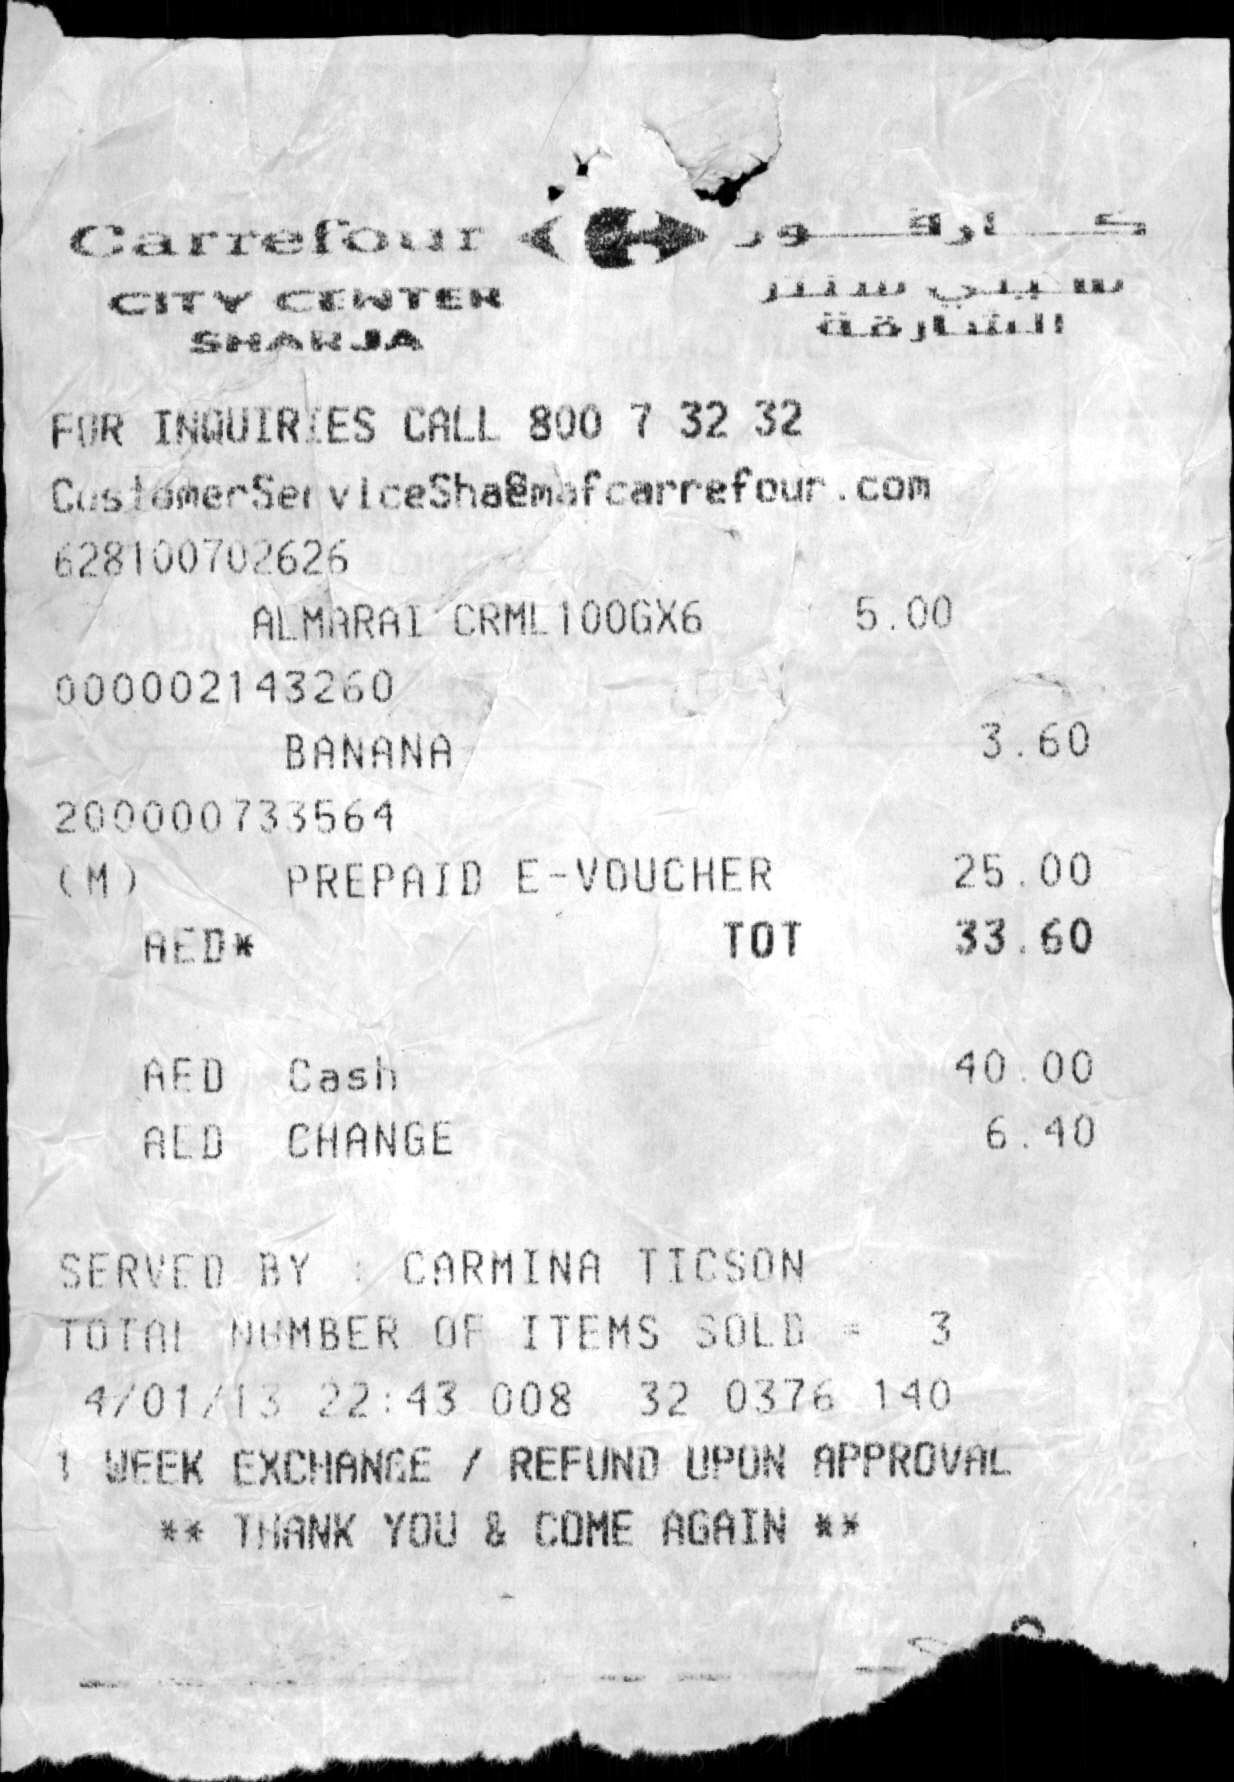 Carrefour كارفور
CITY CENTER سيتي سنتر
SHARJA الشارقة
FOR INQUIRIES CALL 800 7 32 32
CustomerServiceSha@mafcarrefour.com
628100702626
ALMARAI CRML100GX6 5.00
000002143260
BANANA 3.60
200000733564
(M) PREPAID E-VOUCHER 25.00
AED* TOT 33.60
AED Cash 40.00
AED CHANGE 6.40
SERVED BY : CARMINA TICSON
TOTAL NUMBER OF ITEMS SOLD = 3
4/01/13 22:43 008 32 0376 140
1 WEEK EXCHANGE / REFUND UPON APPROVAL
** THANK YOU & COME AGAIN **